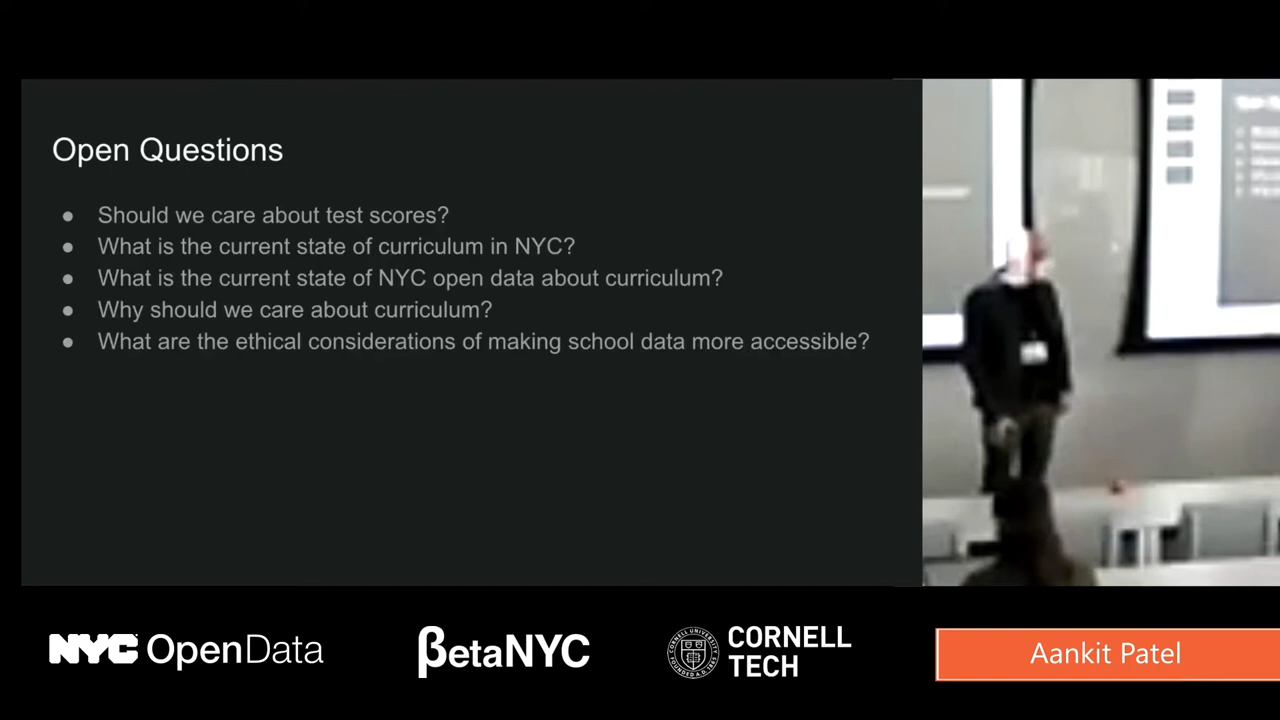 Open Questions
● Should we care about test scores?
● What is the current state of curriculum in NYC?
● What is the current state of NYC open data about curriculum?
● Why should we care about curriculum?
● What are the ethical considerations of making school data more accessible?
NYC OpenData
βetaNYC
CORNELL
TECH
Aankit Patel